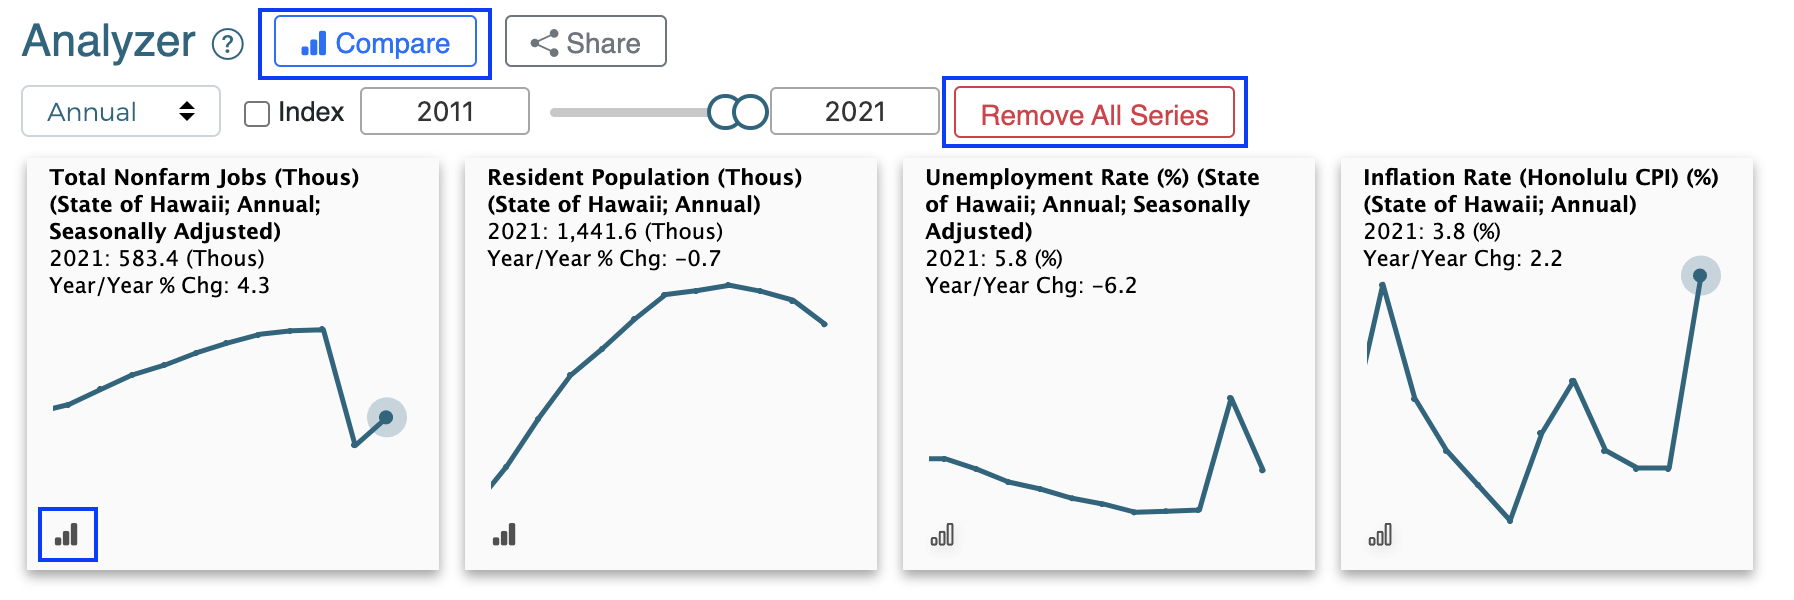 Analyzer ? Compare Share
Annual Index 2011 2021 Remove All Series
Total Nonfarm Jobs (Thous)
(State of Hawaii; Annual;
Seasonally Adjusted)
2021: 583.4 (Thous)
Year/Year % Chg: 4.3
Resident Population (Thous)
(State of Hawaii; Annual)
2021: 1,441.6 (Thous)
Year/Year % Chg: −0.7
Unemployment Rate (%) (State
of Hawaii; Annual; Seasonally
Adjusted)
2021: 5.8 (%)
Year/Year Chg: −6.2
Inflation Rate (Honolulu CPI) (%)
(State of Hawaii; Annual)
2021: 3.8 (%)
Year/Year Chg: 2.2